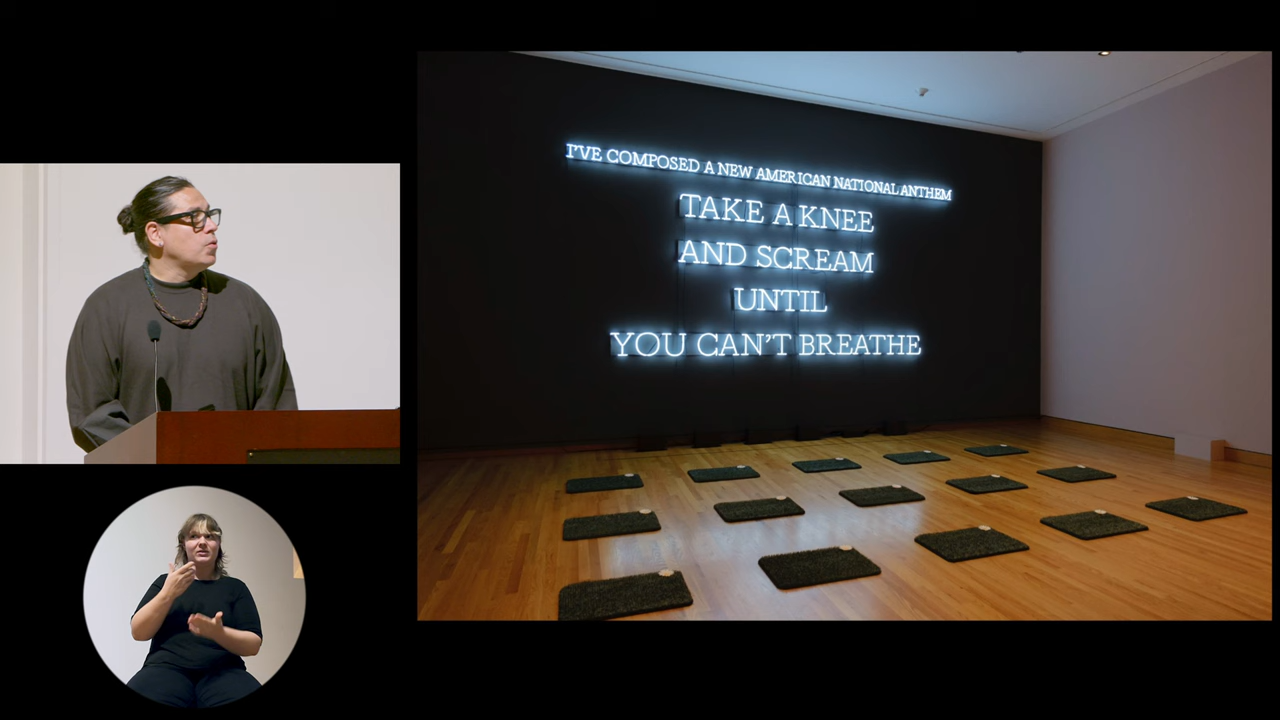 I'VE COMPOSED A NEW AMERICAN NATIONAL ANTHEM
TAKE A KNEE
AND SCREAM
UNTIL
YOU CAN'T BREATHE